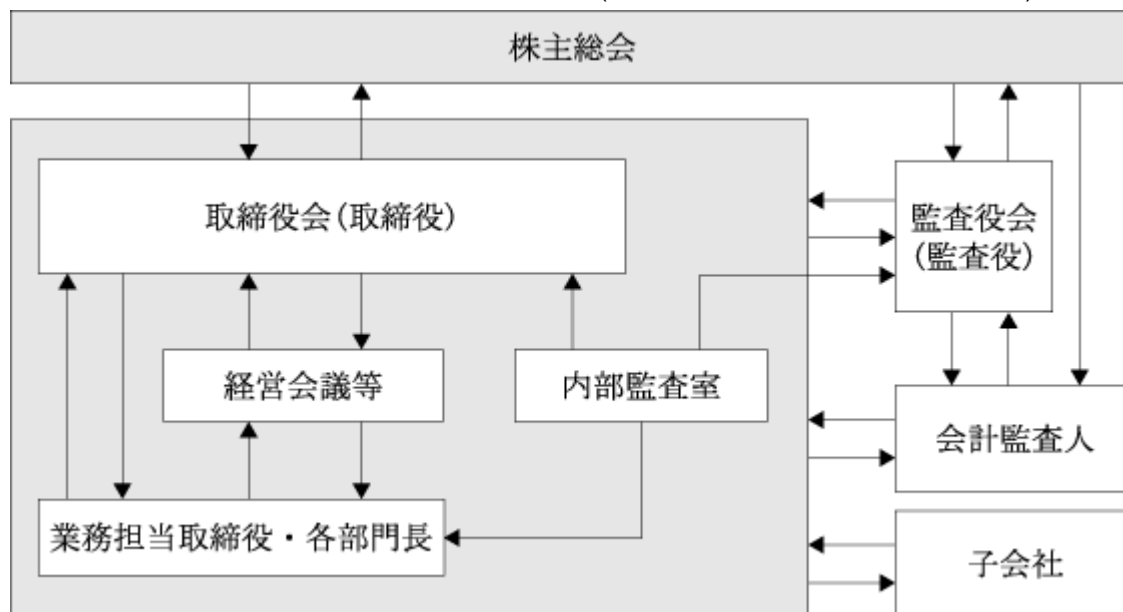 株主総会
取締役会(取締役)
監査役会
(監査役)
経営会議等
内部監査室
会計監査人
業務担当取締役・各部門長
子会社